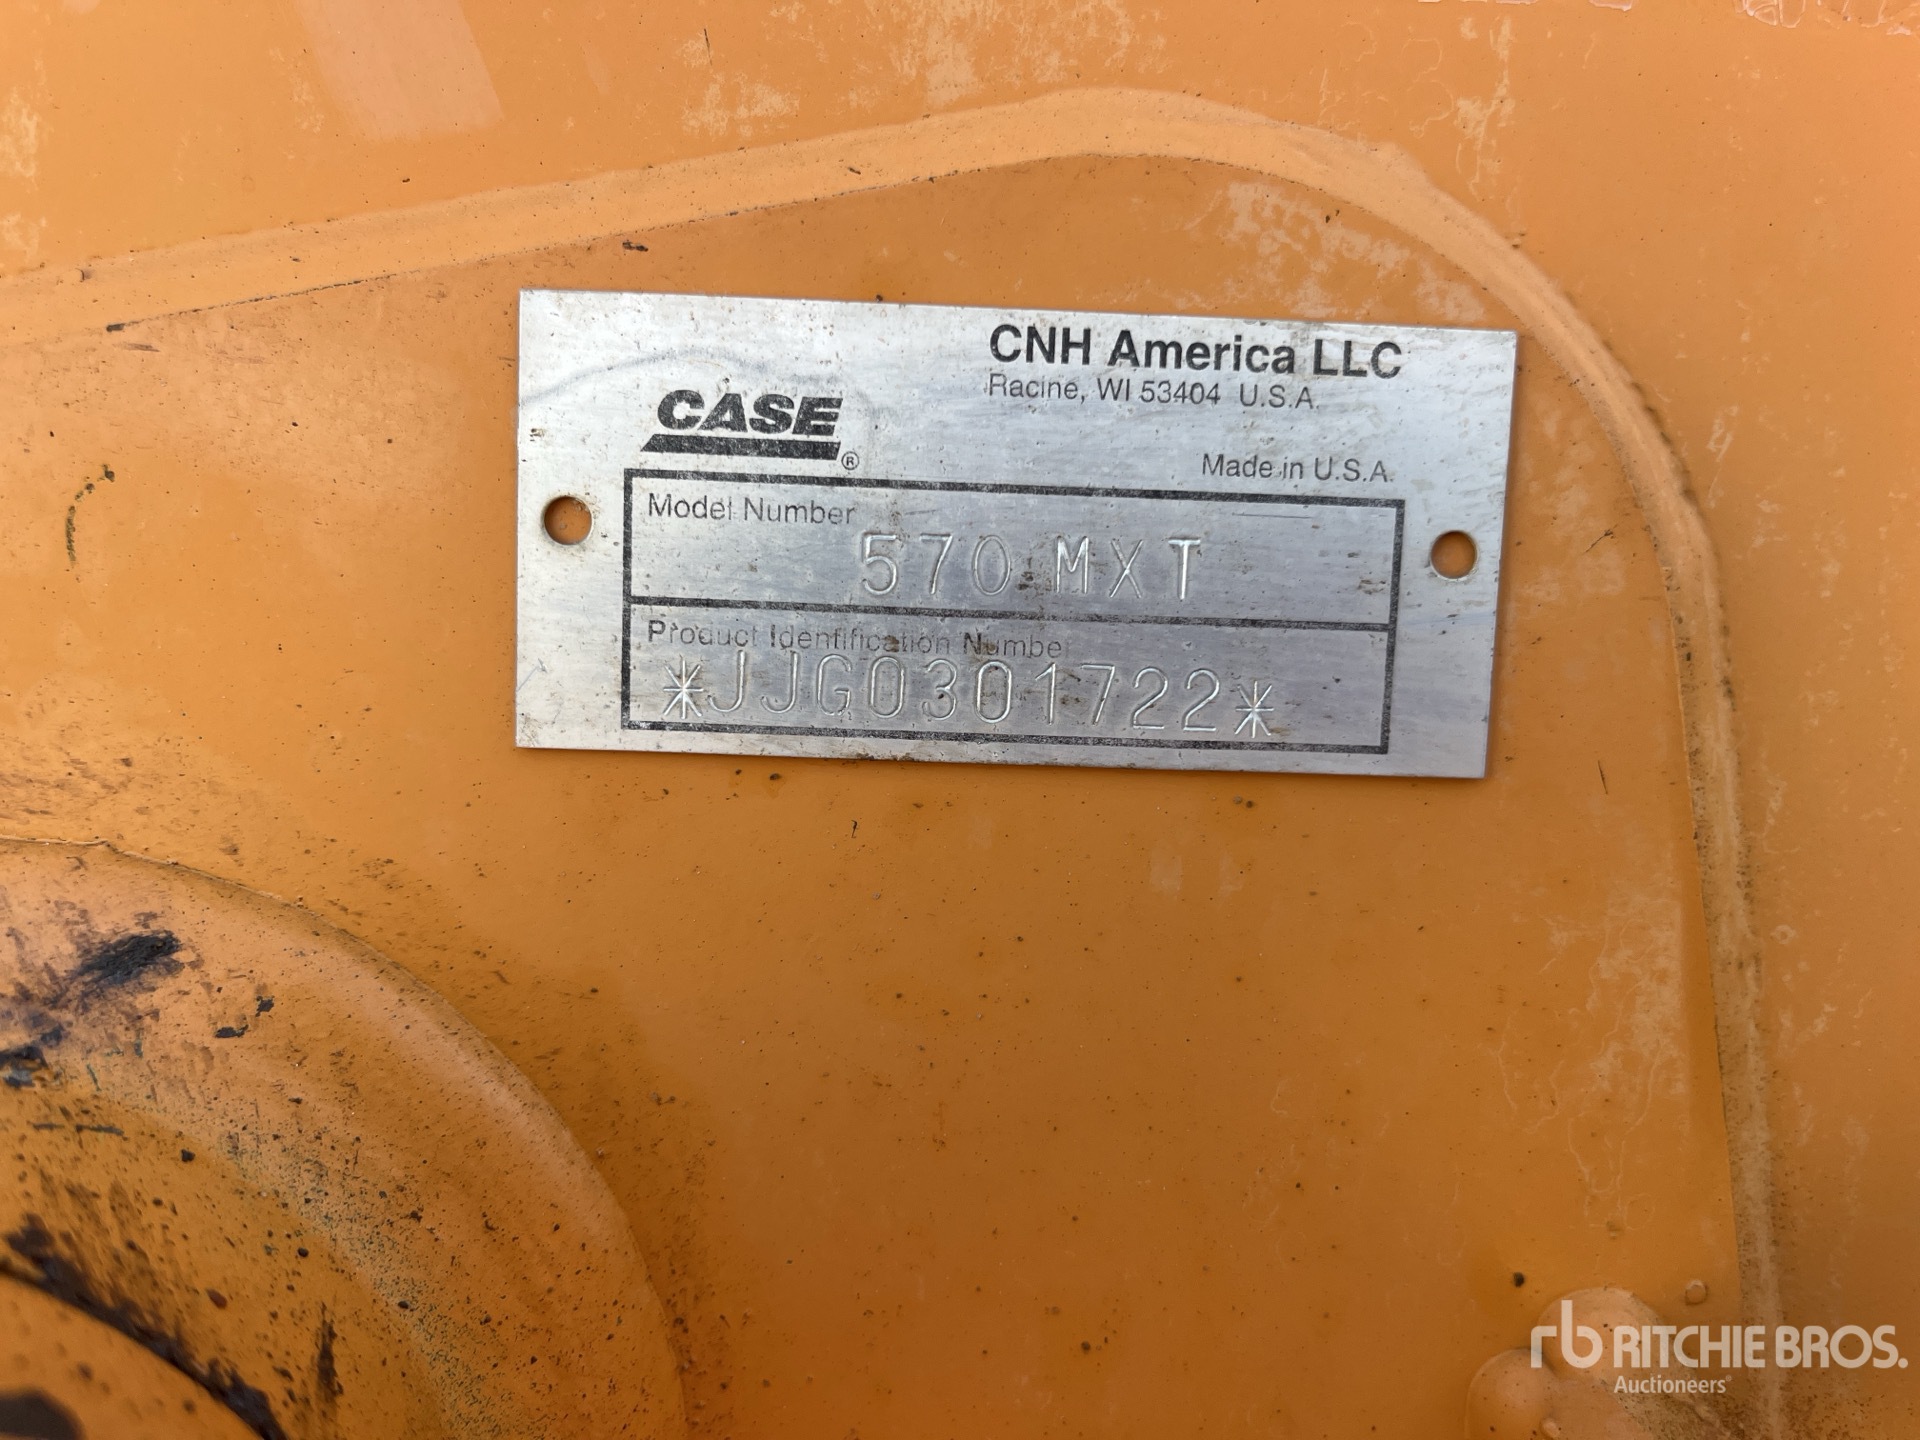 CNH America LLC
Racine, WI 53404 U.S.A.
CASE®
Made in U.S.A.
Model Number
570 MXT
Product Identification Number
*JJG0301722*
rb RITCHIE BROS.
Auctioneers